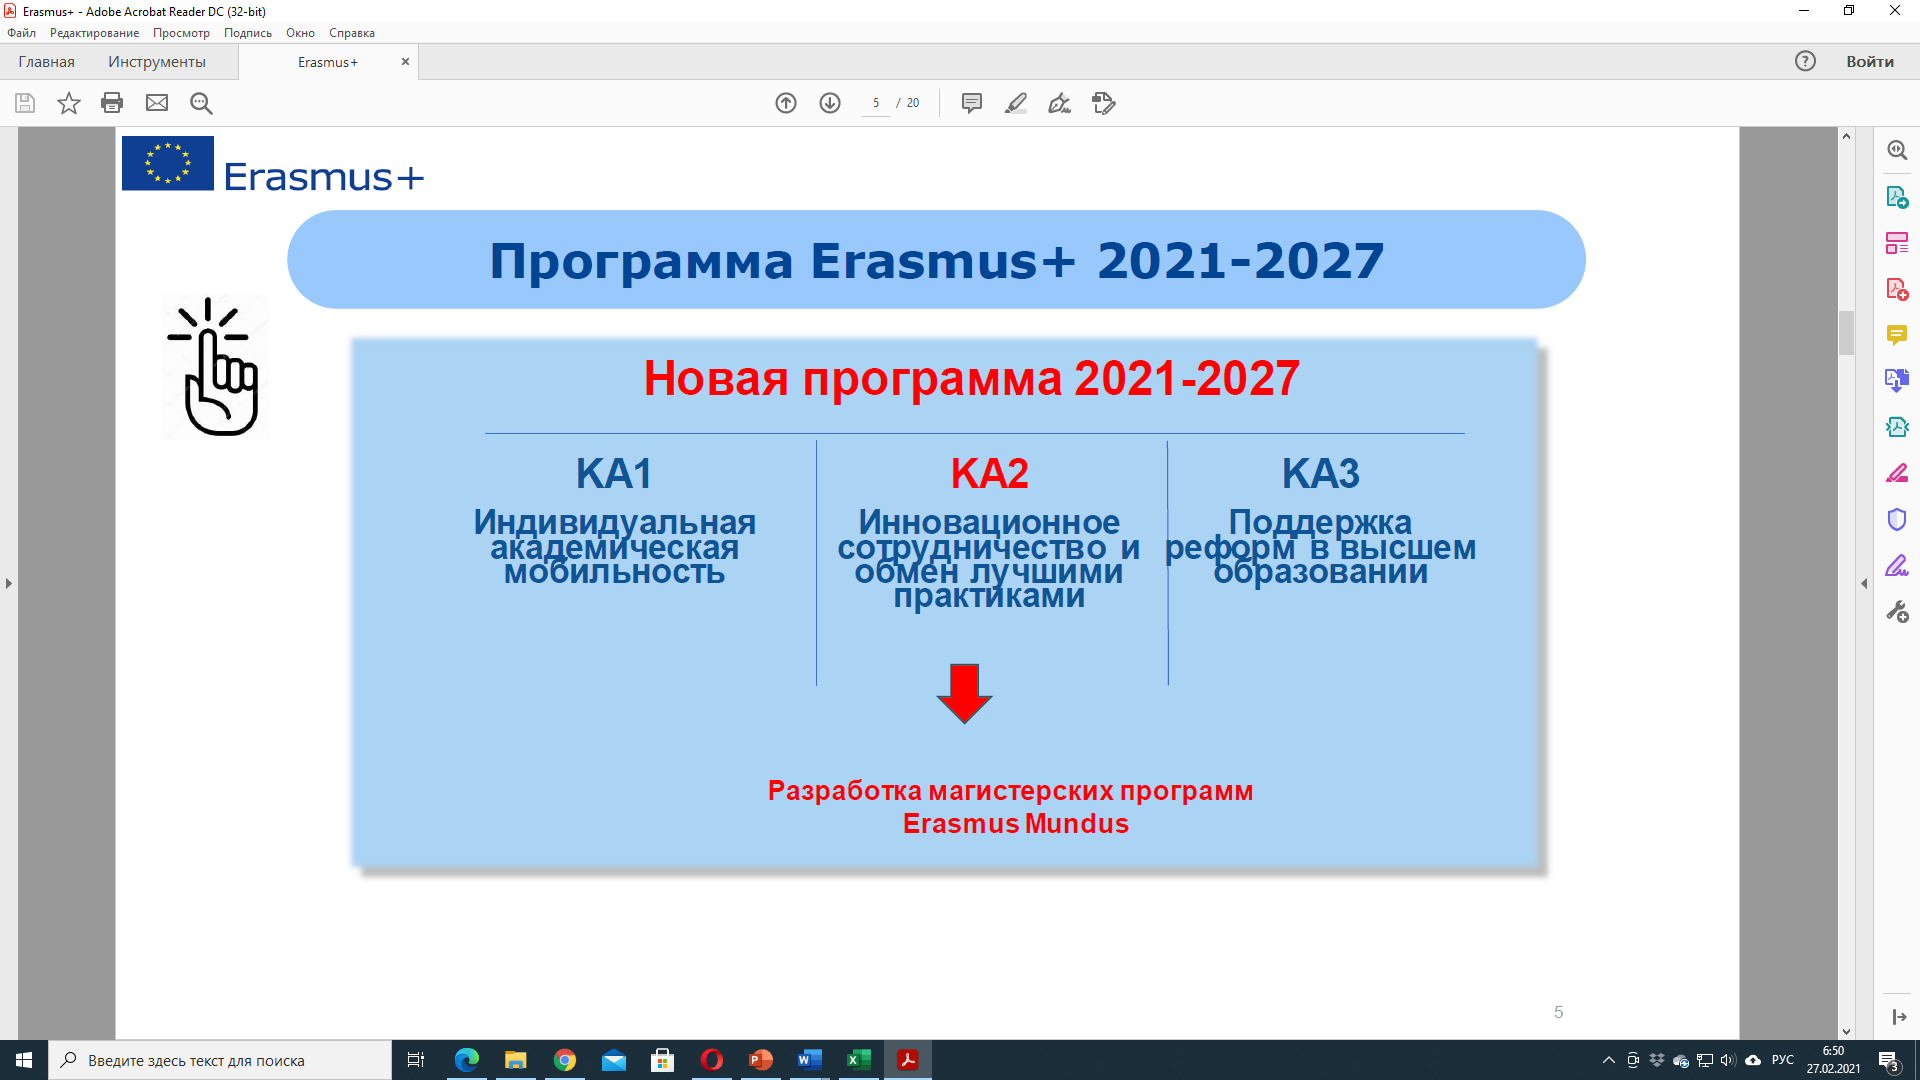 Erasmus+ - Adobe Acrobat Reader DC (32-bit)
Файл Редактирование Просмотр Подпись Окно Справка
Главная Инструменты Erasmus+ Войти
5 / 20
Erasmus+
Программа Erasmus+ 2021-2027
Новая программа 2021-2027
KA1
Индивидуальная
академическая
мобильность
KA2
Инновационное
сотрудничество и
обмен лучшими
практиками
KA3
Поддержка
реформ в высшем
образовании
Разработка магистерских программ
Erasmus Mundus
5
Введите здесь текст для поиска
РУС
6:50
27.02.2021
3